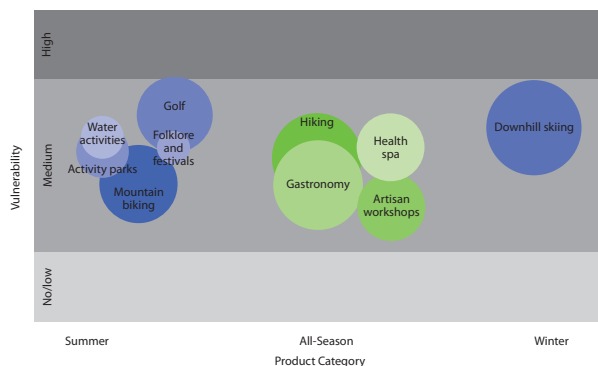 High
Medium
No/low
Vulnerability
Golf
Water
activities
Folklore
and
festivals
Activity parks
Mountain
biking
Hiking
Gastronomy
Health
spa
Artisan
workshops
Downhill skiing
Summer
All-Season
Winter
Product Category